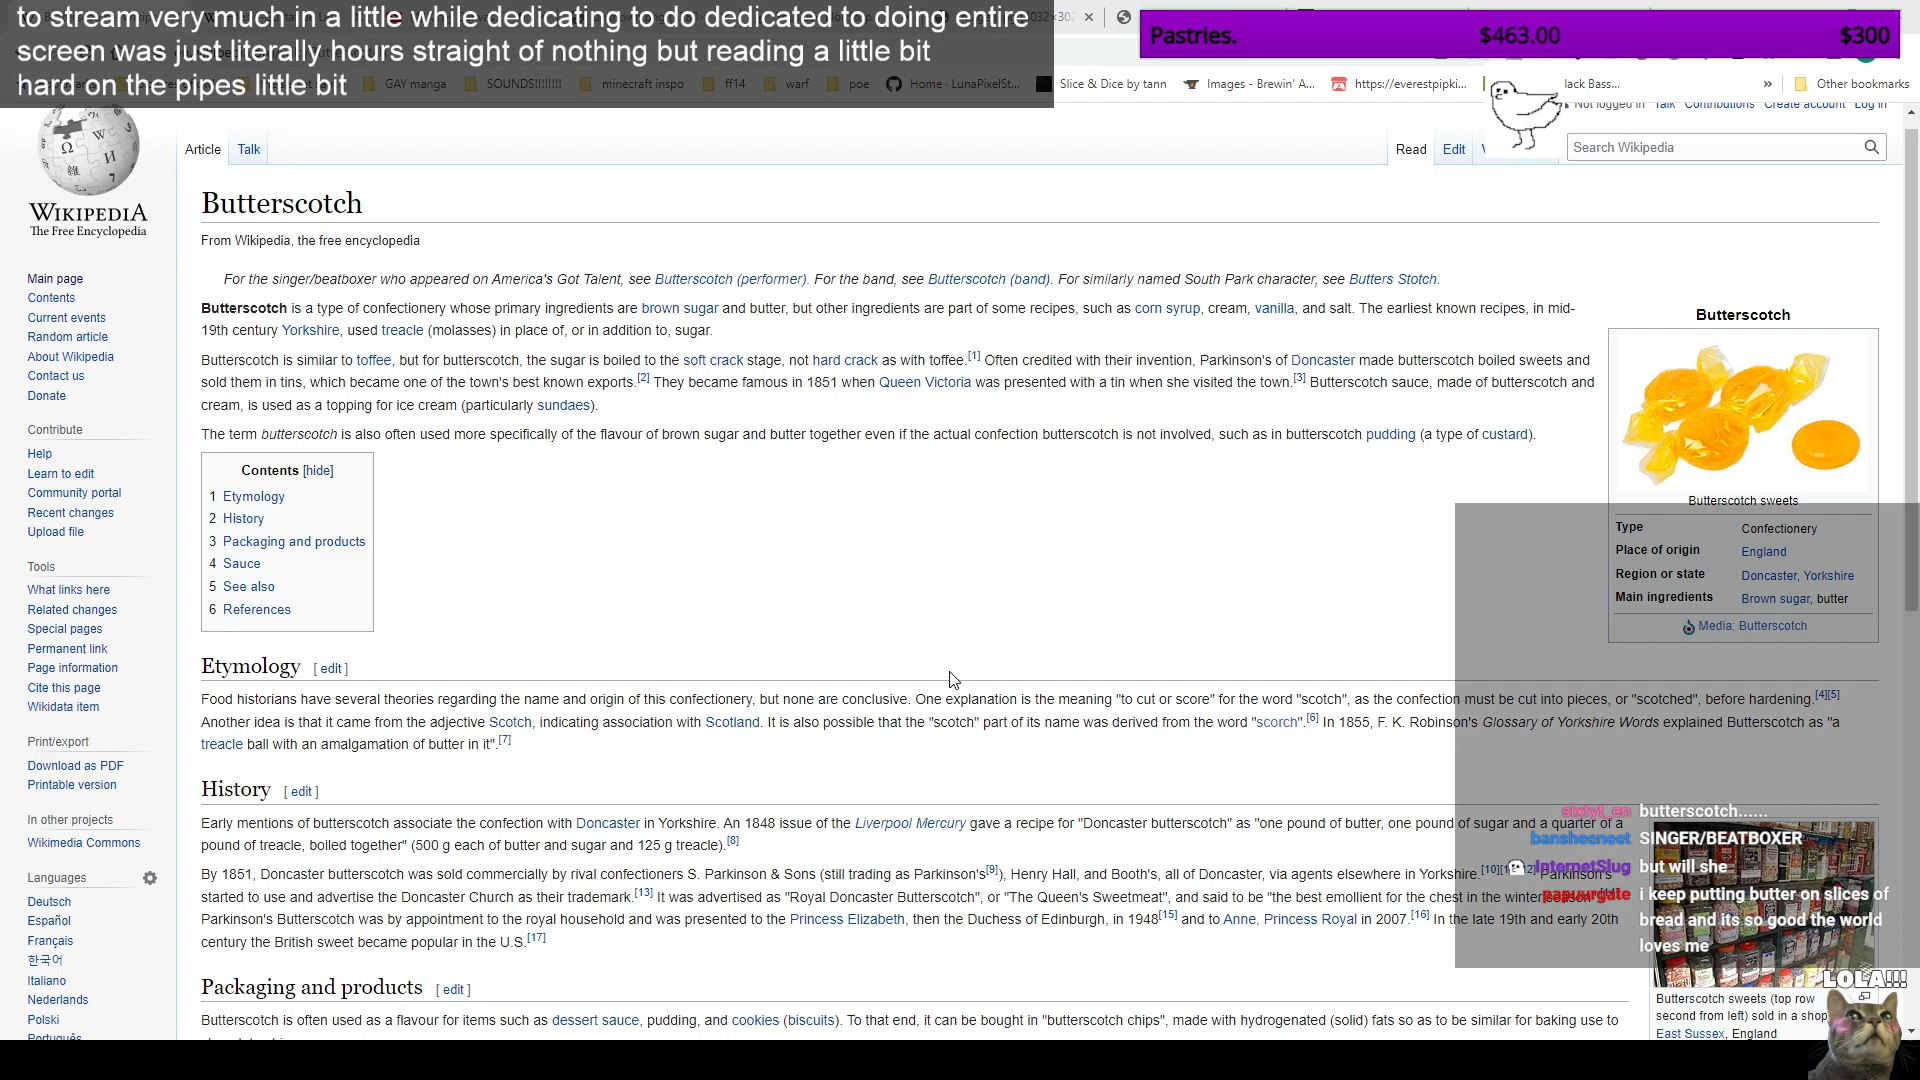 to stream very much in a little while dedicating to do dedicated to doing entire
screen was just literally hours straight of nothing but reading a little bit
hard on the pipes little bit
Pastries. $463.00 $300
GAY manga SOUNDS!!!!!!!! minecraft inspo ff14 warf poe Home · LunaPixelSt... Slice & Dice by tann Images - Brewin' A... https://everestpipki... lack Bass... » Other bookmarks
Not logged in Talk Contributions Create account Log in
Article Talk Read Edit Search Wikipedia
WIKIPEDIA
The Free Encyclopedia
Main page
Contents
Current events
Random article
About Wikipedia
Contact us
Donate
Contribute
Help
Learn to edit
Community portal
Recent changes
Upload file
Tools
What links here
Related changes
Special pages
Permanent link
Page information
Cite this page
Wikidata item
Print/export
Download as PDF
Printable version
In other projects
Wikimedia Commons
Languages
Deutsch
Español
Français
한국어
Italiano
Nederlands
Polski
Português
Butterscotch
From Wikipedia, the free encyclopedia
For the singer/beatboxer who appeared on America's Got Talent, see Butterscotch (performer). For the band, see Butterscotch (band). For similarly named South Park character, see Butters Stotch.
Butterscotch is a type of confectionery whose primary ingredients are brown sugar and butter, but other ingredients are part of some recipes, such as corn syrup, cream, vanilla, and salt. The earliest known recipes, in mid-
19th century Yorkshire, used treacle (molasses) in place of, or in addition to, sugar.
Butterscotch is similar to toffee, but for butterscotch, the sugar is boiled to the soft crack stage, not hard crack as with toffee.[1] Often credited with their invention, Parkinson's of Doncaster made butterscotch boiled sweets and
sold them in tins, which became one of the town's best known exports.[2] They became famous in 1851 when Queen Victoria was presented with a tin when she visited the town.[3] Butterscotch sauce, made of butterscotch and
cream, is used as a topping for ice cream (particularly sundaes).
The term butterscotch is also often used more specifically of the flavour of brown sugar and butter together even if the actual confection butterscotch is not involved, such as in butterscotch pudding (a type of custard).
Contents [hide]
1 Etymology
2 History
3 Packaging and products
4 Sauce
5 See also
6 References
Butterscotch
Butterscotch sweets
Type Confectionery
Place of origin England
Region or state Doncaster, Yorkshire
Main ingredients Brown sugar, butter
Media: Butterscotch
Etymology [ edit ]
Food historians have several theories regarding the name and origin of this confectionery, but none are conclusive. One explanation is the meaning "to cut or score" for the word "scotch", as the confection must be cut into pieces, or "scotched", before hardening.[4][5]
Another idea is that it came from the adjective Scotch, indicating association with Scotland. It is also possible that the "scotch" part of its name was derived from the word "scorch".[6] In 1855, F. K. Robinson's Glossary of Yorkshire Words explained Butterscotch as "a
treacle ball with an amalgamation of butter in it".[7]
History [ edit ]
Early mentions of butterscotch associate the confection with Doncaster in Yorkshire. An 1848 issue of the Liverpool Mercury gave a recipe for "Doncaster butterscotch" as "one pound of butter, one pound of sugar and a quarter of a
pound of treacle, boiled together" (500 g each of butter and sugar and 125 g treacle).[8]
By 1851, Doncaster butterscotch was sold commercially by rival confectioners S. Parkinson & Sons (still trading as Parkinson's[9]), Henry Hall, and Booth's, all of Doncaster, via agents elsewhere in Yorkshire.[10] Parkinson's
started to use and advertise the Doncaster Church as their trademark.[13] It was advertised as "Royal Doncaster Butterscotch", or "The Queen's Sweetmeat", and said to be "the best emollient for the chest in the winter season".
Parkinson's Butterscotch was by appointment to the royal household and was presented to the Princess Elizabeth, then the Duchess of Edinburgh, in 1948[15] and to Anne, Princess Royal in 2007.[16] In the late 19th and early 20th
century the British sweet became popular in the U.S.[17]
Packaging and products [ edit ]
Butterscotch is often used as a flavour for items such as dessert sauce, pudding, and cookies (biscuits). To that end, it can be bought in "butterscotch chips", made with hydrogenated (solid) fats so as to be similar for baking use to
sixtyt_en butterscotch......
bansheeneet SINGER/BEATBOXER
InternetSlug but will she
papuurgate i keep putting butter on slices of
bread and its so good the world
loves me
LOLA!!!
Butterscotch sweets (top row
second from left) sold in a shop
East Sussex, England